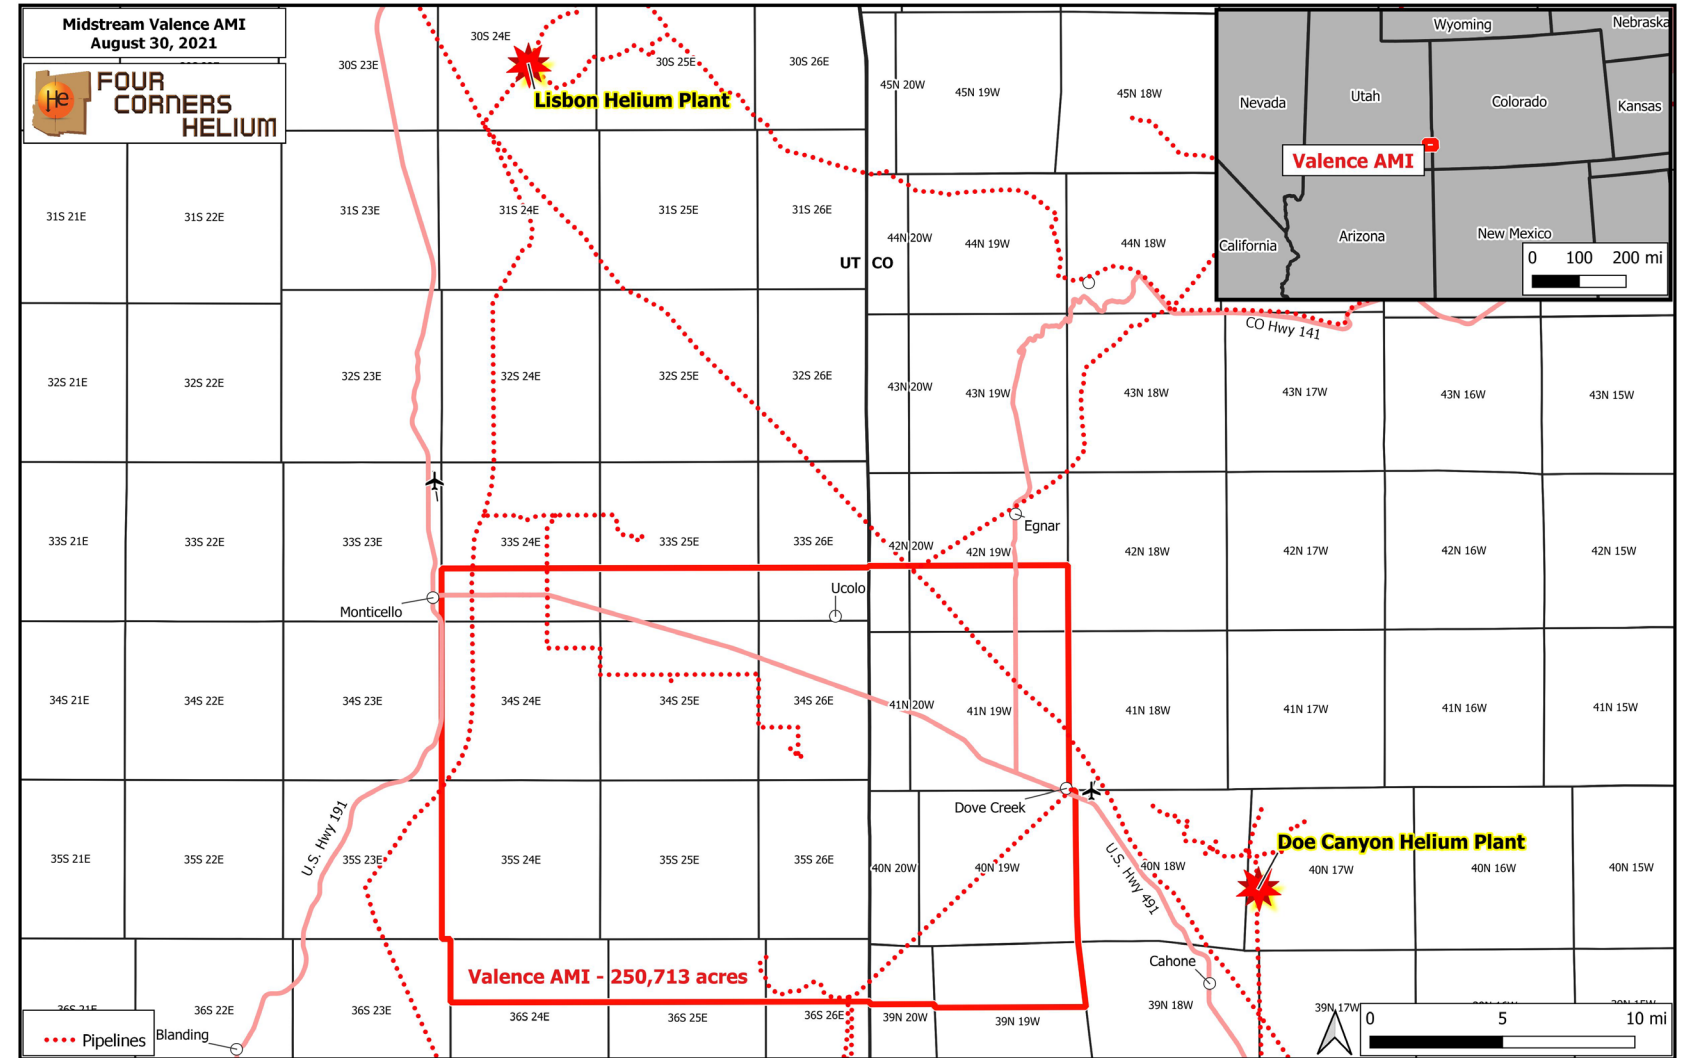 Midstream Valence AMI
August 30, 2021
He
FOUR
CORNERS
HELIUM
30S 23E
30S 24E
30S 25E
30S 26E
45N 20W
45N 19W
45N 18W
Lisbon Helium Plant
Wyoming
Nebraska
Nevada
Utah
Colorado
Kansas
Valence AMI
California
Arizona
New Mexico
0 100 200 mi
31S 21E
31S 22E
31S 23E
31S 24E
31S 25E
31S 26E
44N 20W
44N 19W
44N 18W
UT CO
CO Hwy 141
32S 21E
32S 22E
32S 23E
32S 24E
32S 25E
32S 26E
43N 20W
43N 19W
43N 18W
43N 17W
43N 16W
43N 15W
Egnar
33S 21E
33S 22E
33S 23E
33S 24E
33S 25E
33S 26E
42N 20W
42N 19W
42N 18W
42N 17W
42N 16W
42N 15W
Ucolo
Monticello
34S 21E
34S 22E
34S 23E
34S 24E
34S 25E
34S 26E
41N 20W
41N 19W
41N 18W
41N 17W
41N 16W
41N 15W
Dove Creek
U.S. Hwy 191
U.S. Hwy 491
Doe Canyon Helium Plant
35S 21E
35S 22E
35S 23E
35S 24E
35S 25E
35S 26E
40N 20W
40N 19W
40N 18W
40N 17W
40N 16W
40N 15W
Cahone
Valence AMI - 250,713 acres
36S 21E
36S 22E
36S 23E
36S 24E
36S 25E
36S 26E
39N 20W
39N 19W
39N 18W
39N 17W
Blanding
Pipelines
0 5 10 mi